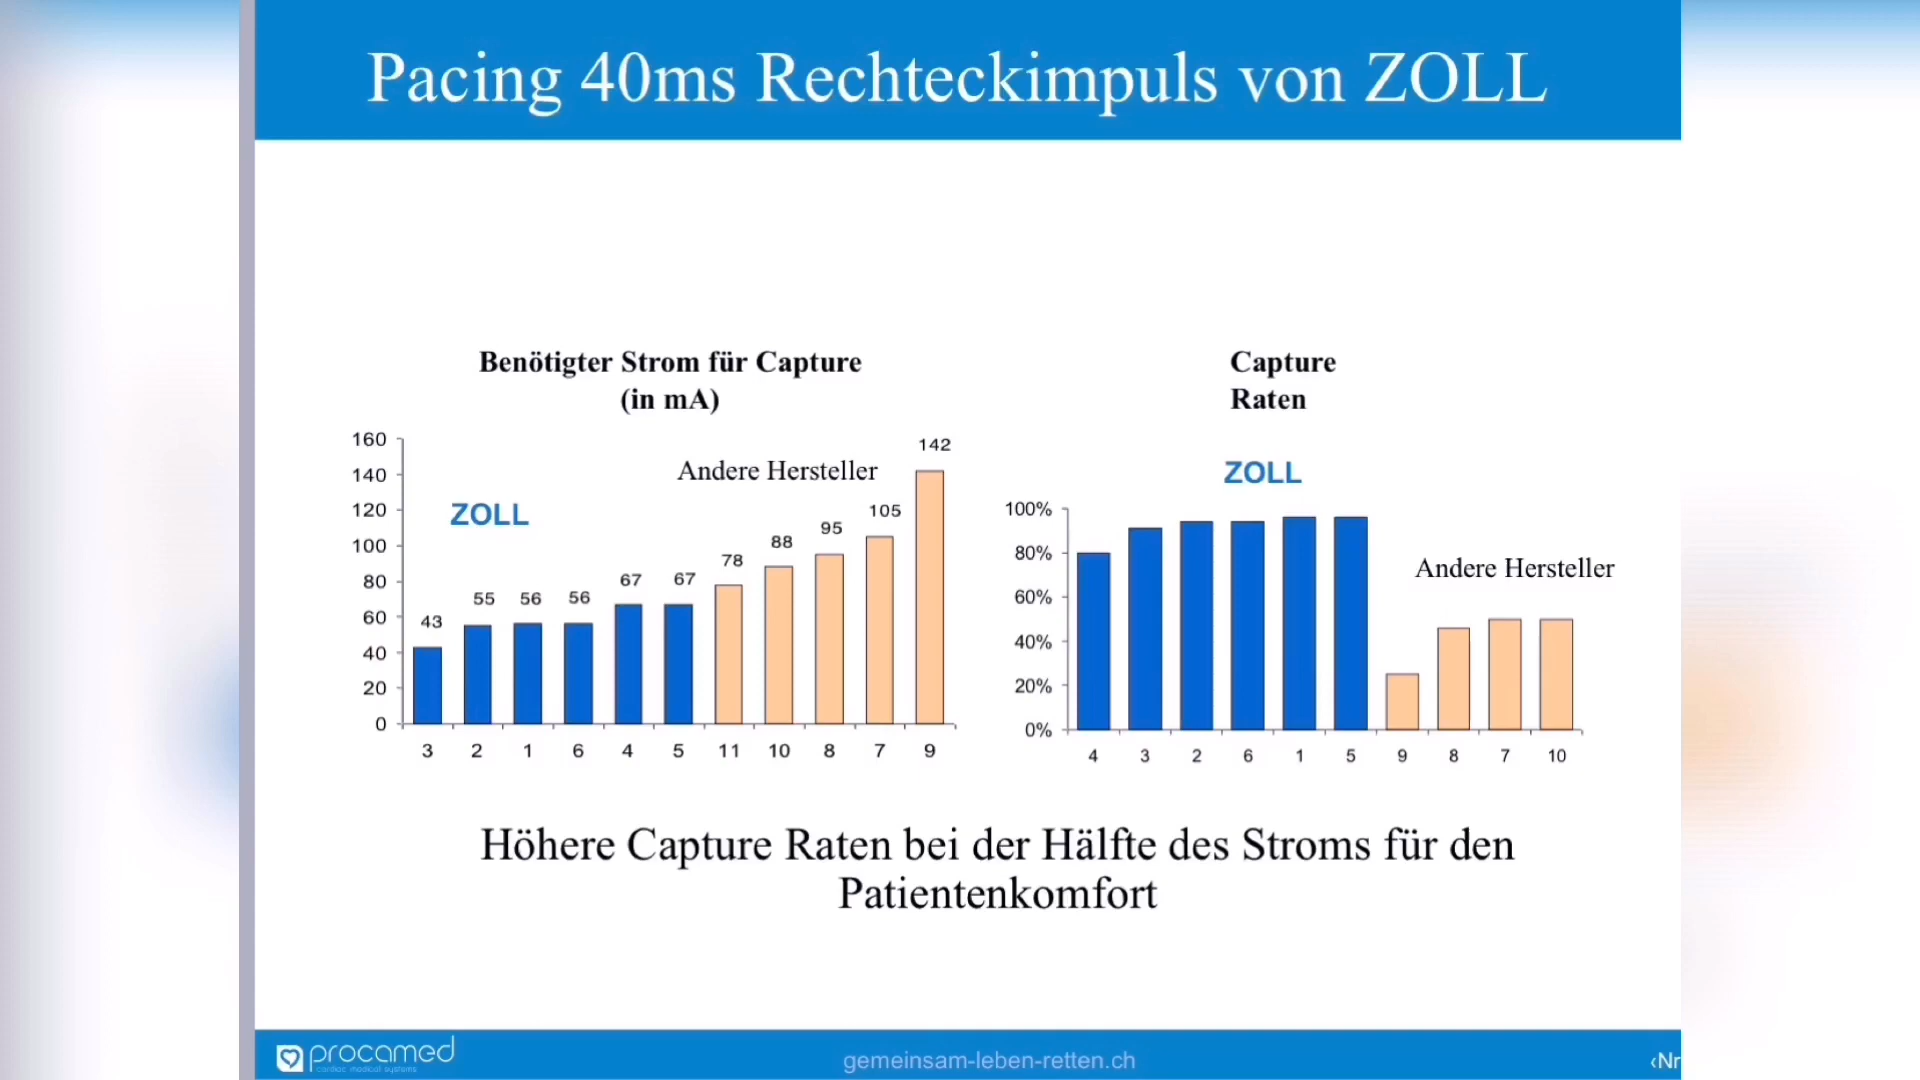 Pacing 40ms Rechteckimpuls von ZOLL
Benötigter Strom für Capture
(in mA)
160
140
120
100
80
60
40
20
0
ZOLL
Andere Hersteller
43
55
56
56
67
67
78
88
95
105
142
3 2 1 6 4 5 11 10 8 7 9
Capture
Raten
ZOLL
Andere Hersteller
100%
80%
60%
40%
20%
0%
4 3 2 6 1 5 9 8 7 10
Höhere Capture Raten bei der Hälfte des Stroms für den
Patientenkomfort
procamed
cardiac medical systems
gemeinsam-leben-retten.ch
‹Nr